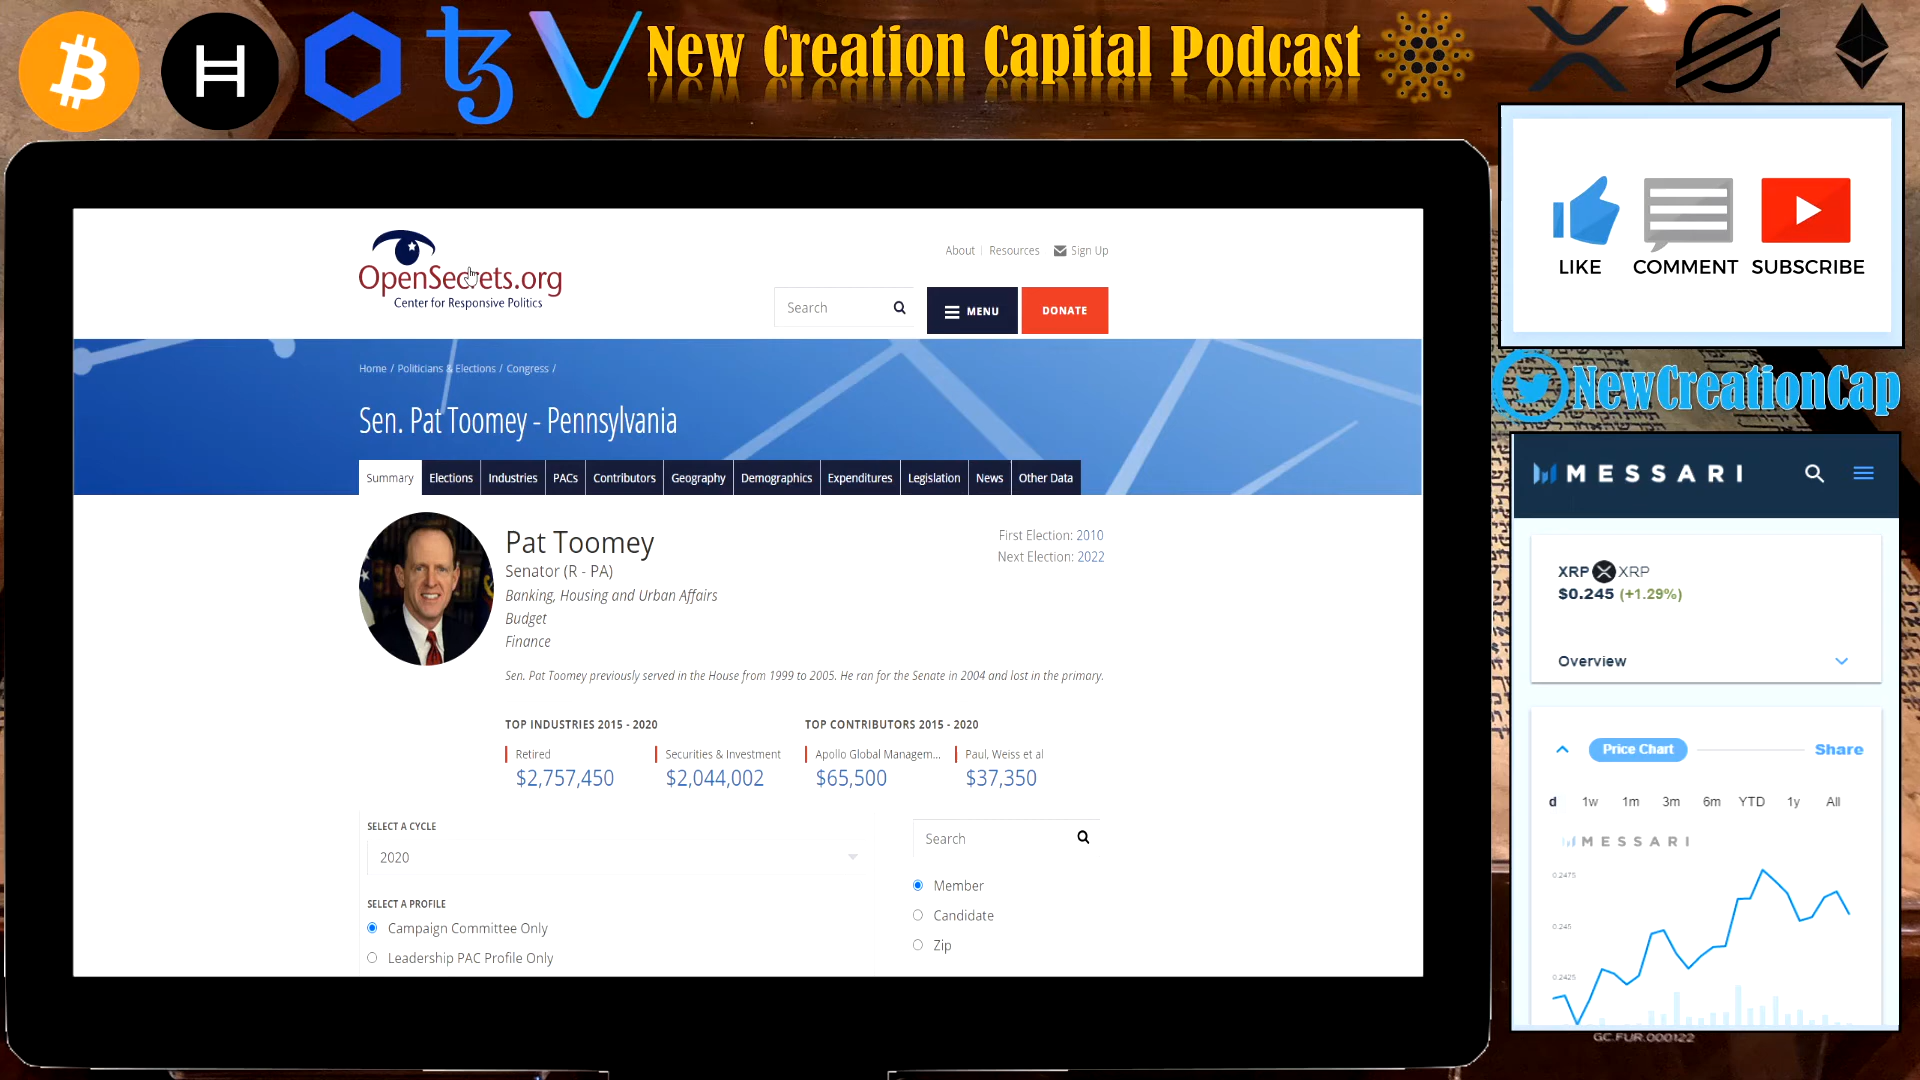 New Creation Capital Podcast
LIKE
COMMENT
SUBSCRIBE
NewCreationCap
OpenSecrets.org
Center for Responsive Politics
About
Resources
Sign Up
Search
MENU
DONATE
Home / Politicians & Elections / Congress /
Sen. Pat Toomey - Pennsylvania
Summary
Elections
Industries
PACs
Contributors
Geography
Demographics
Expenditures
Legislation
News
Other Data
Pat Toomey
Senator (R - PA)
Banking, Housing and Urban Affairs
Budget
Finance
First Election: 2010
Next Election: 2022
Sen. Pat Toomey previously served in the House from 1999 to 2005. He ran for the Senate in 2004 and lost in the primary.
TOP INDUSTRIES 2015 - 2020
Retired
$2,757,450
Securities & Investment
$2,044,002
TOP CONTRIBUTORS 2015 - 2020
Apollo Global Managem...
$65,500
Paul, Weiss et al
$37,350
SELECT A CYCLE
2020
SELECT A PROFILE
Campaign Committee Only
Leadership PAC Profile Only
Search
Member
Candidate
Zip
MESSARI
XRP XRP
$0.245 (+1.29%)
Overview
Price Chart
Share
d 1w 1m 3m 6m YTD 1y All
MESSARI
0.2475
0.245
0.2425
GC.FUR.000122